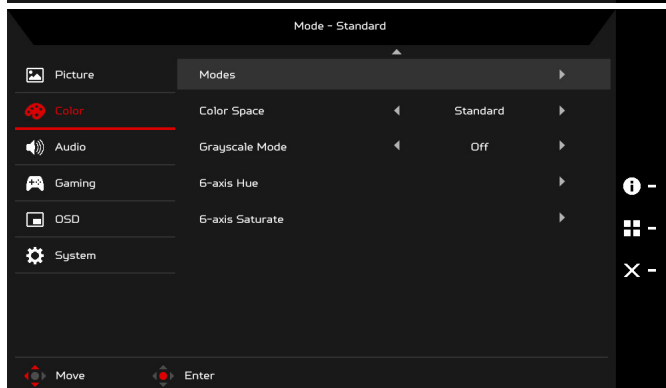 Mode - Standard
Picture
Modes
Color
Color Space Standard
Audio
Grayscale Mode Off
Gaming
6-axis Hue
OSD
6-axis Saturate
System
Move Enter